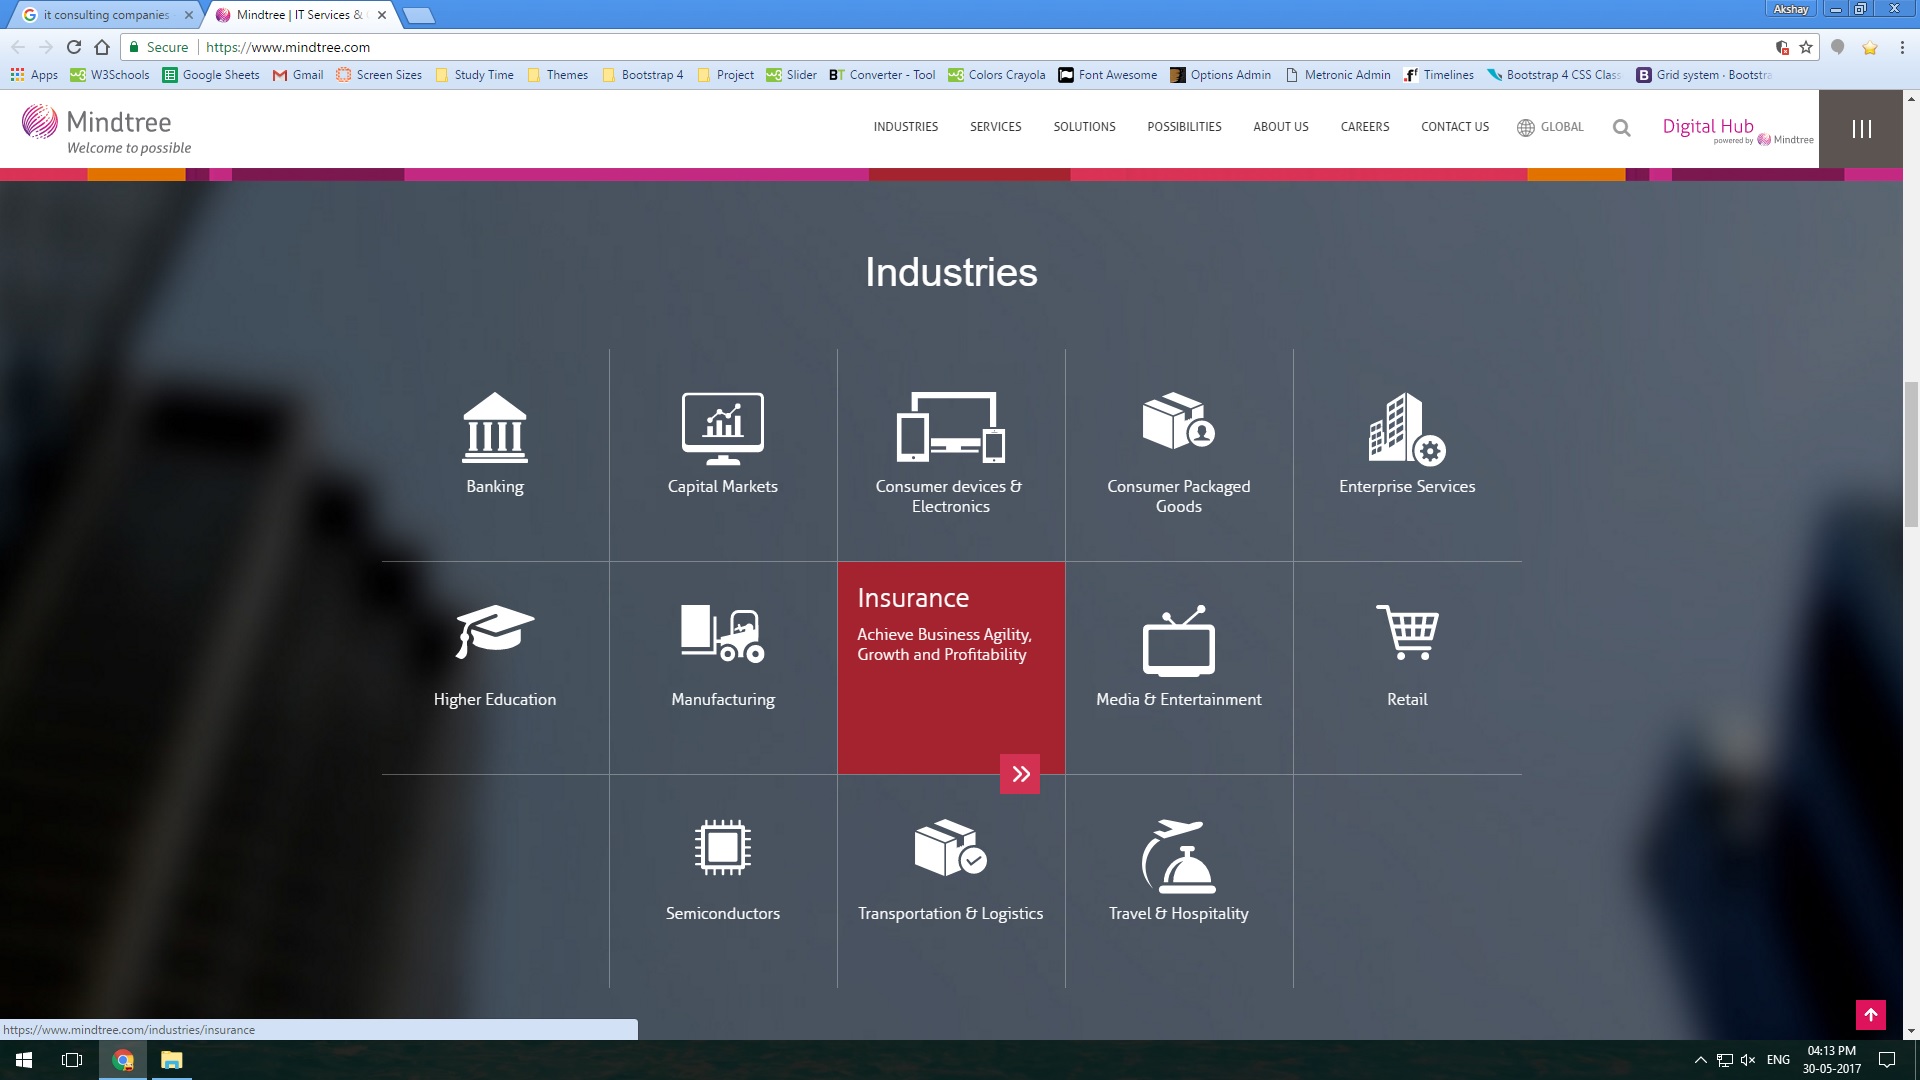 it consulting companies
Mindtree | IT Services &
Akshay
Secure
https://www.mindtree.com
Apps
W3Schools
Google Sheets
Gmail
Screen Sizes
Study Time
Themes
Bootstrap 4
Project
Slider
BT Converter - Tool
Colors Crayola
Font Awesome
Options Admin
Metronic Admin
Timelines
Bootstrap 4 CSS Clas
B Grid system · Bootstra
Mindtree
Welcome to possible
INDUSTRIES
SERVICES
SOLUTIONS
POSSIBILITIES
ABOUT US
CAREERS
CONTACT US
GLOBAL
Digital Hub
powered by Mindtree
Industries
Banking
Capital Markets
Consumer devices &
Electronics
Consumer Packaged
Goods
Enterprise Services
Higher Education
Manufacturing
Insurance
Achieve Business Agility,
Growth and Profitability
Media & Entertainment
Retail
Semiconductors
Transportation & Logistics
Travel & Hospitality
https://www.mindtree.com/industries/insurance
ENG
04:13 PM
30-05-2017